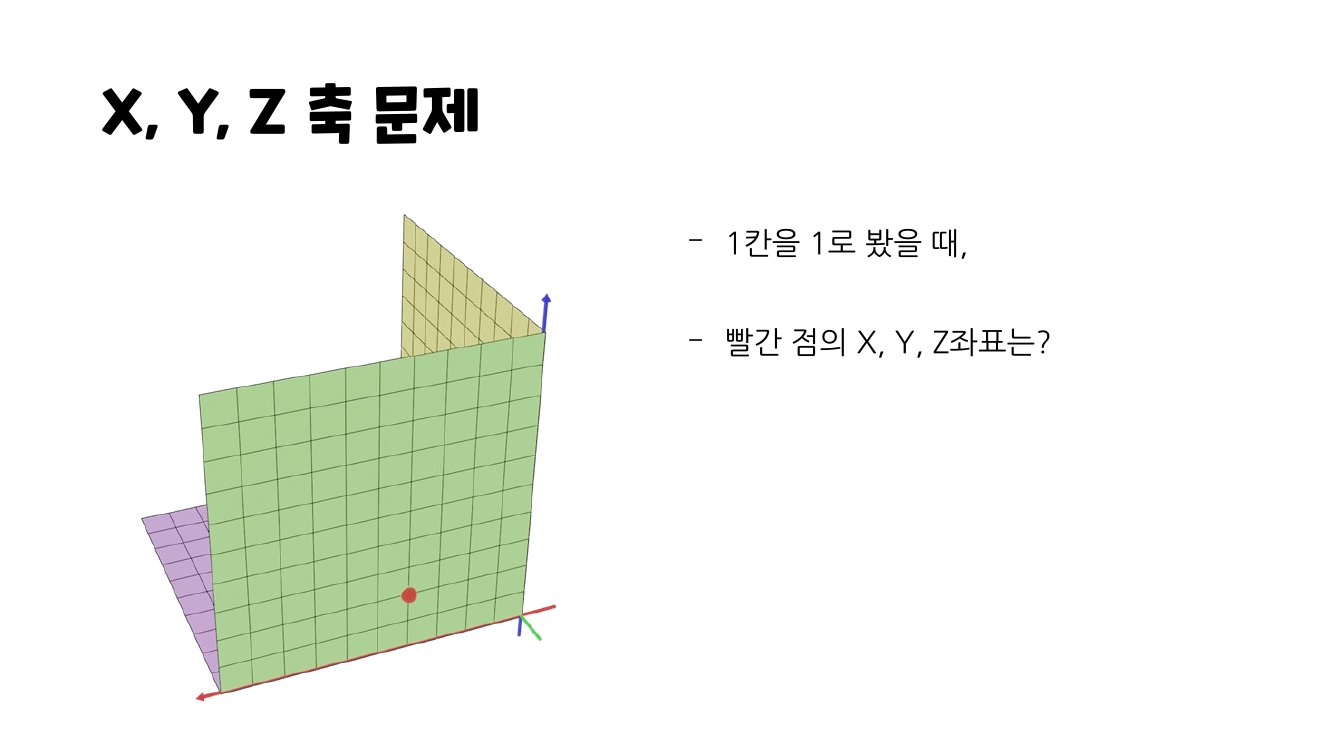 X, Y, Z 축 문제
- 1칸을 1로 봤을 때,
- 빨간 점의 X, Y, Z좌표는?